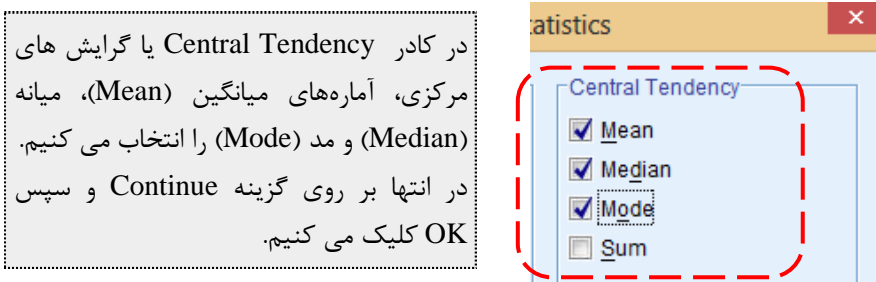 در کادر Central Tendency یا گرایش های
مرکزی، آماره‌های میانگین (Mean)، میانه
(Median) و مد (Mode) را انتخاب می کنیم.
در انتها بر روی گزینه Continue و سپس
OK کلیک می کنیم.
atistics
Central Tendency
Mean
Median
Mode
Sum